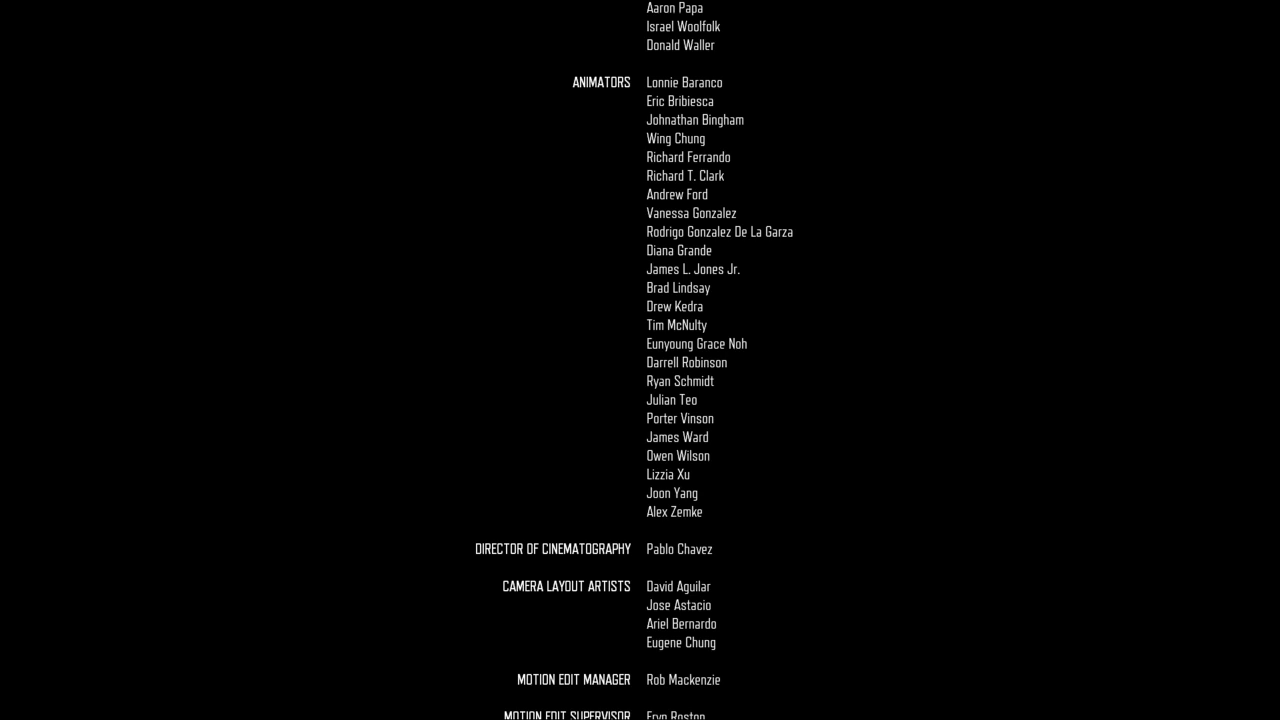 Aaron Papa
Israel Woolfolk
Donald Waller
ANIMATORS Lonnie Baranco
Eric Bribiesca
Johnathan Bingham
Wing Chung
Richard Ferrando
Richard T. Clark
Andrew Ford
Vanessa Gonzalez
Rodrigo Gonzalez De La Garza
Diana Grande
James L. Jones Jr.
Brad Lindsay
Drew Kedra
Tim McNulty
Eunyoung Grace Noh
Darrell Robinson
Ryan Schmidt
Julian Teo
Porter Vinson
James Ward
Owen Wilson
Lizzia Xu
Joon Yang
Alex Zemke
DIRECTOR OF CINEMATOGRAPHY Pablo Chavez
CAMERA LAYOUT ARTISTS David Aguilar
Jose Astacio
Ariel Bernardo
Eugene Chung
MOTION EDIT MANAGER Rob Mackenzie
MOTION EDIT SUPERVISOR